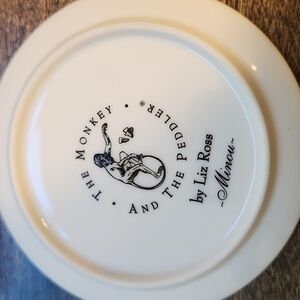 • THE MONKEY •
AND THE PEDDLER®
by Liz Ross
~Minou~